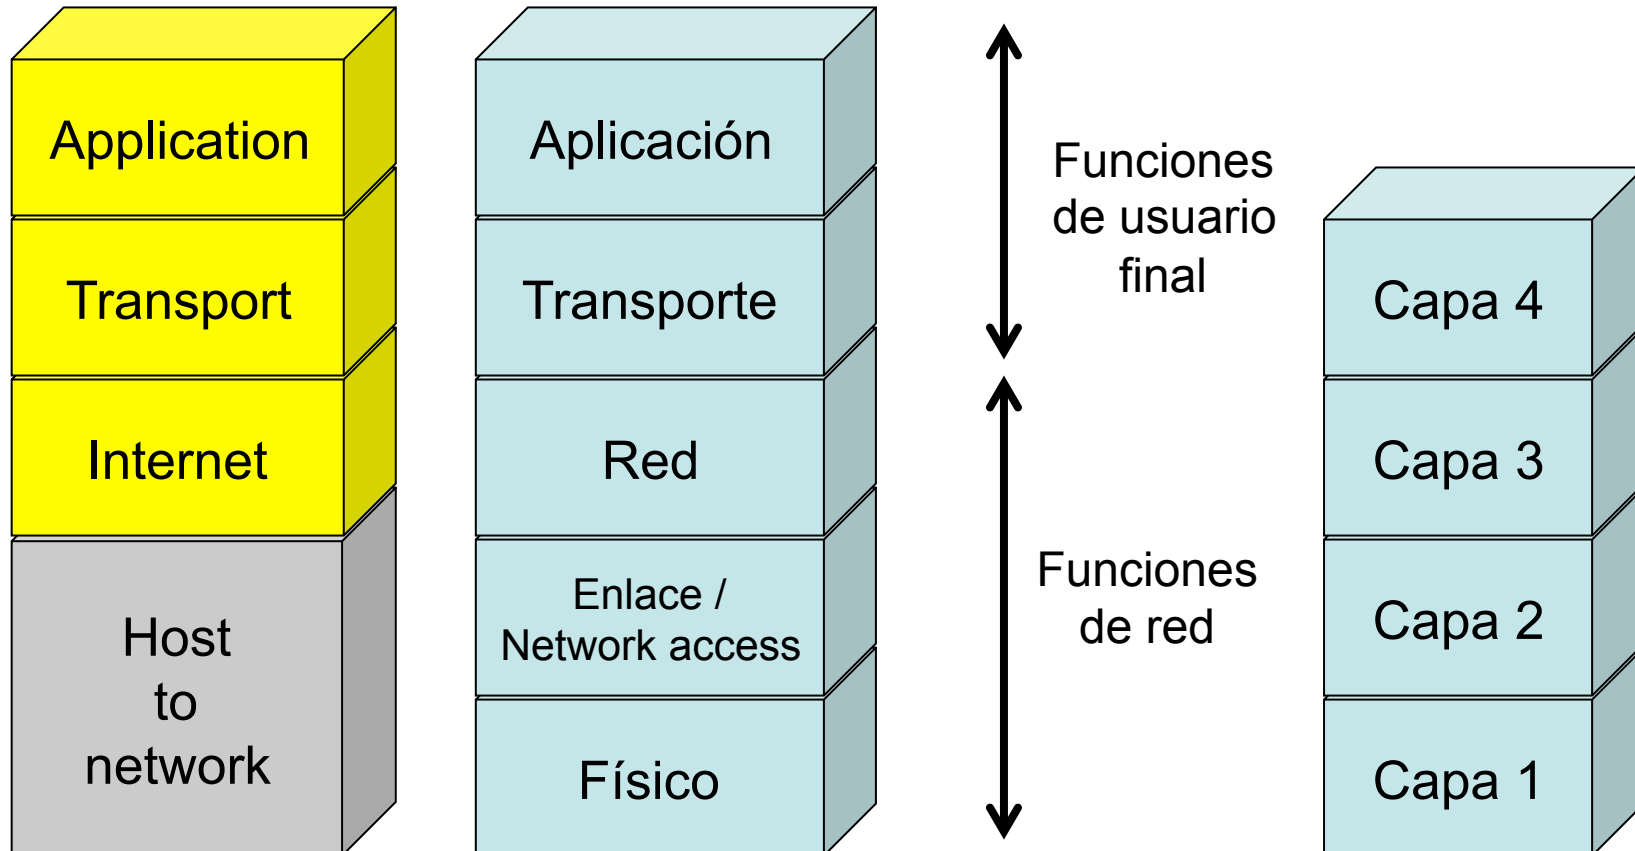 Application
Transport
Internet
Host
to
network
Aplicación
Transporte
Red
Enlace /
Network access
Físico
Funciones
de usuario
final
Funciones
de red
Capa 4
Capa 3
Capa 2
Capa 1